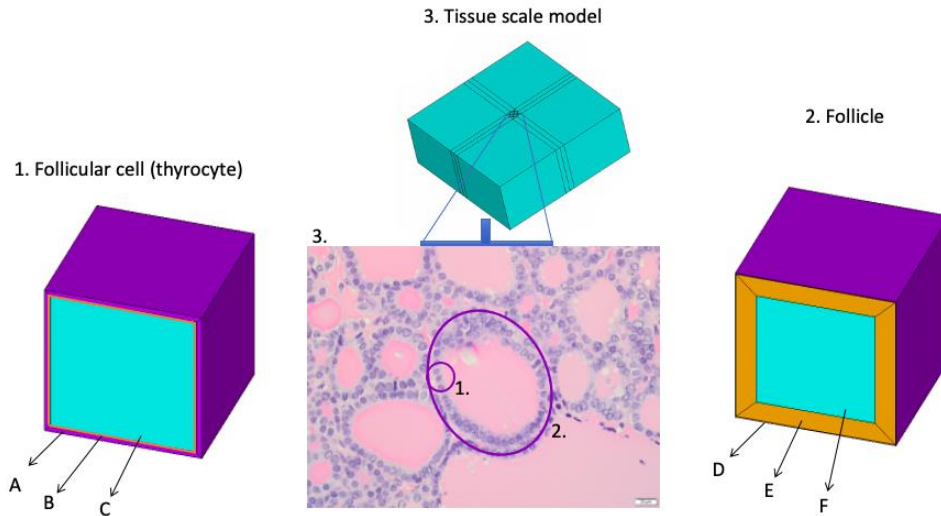 3. Tissue scale model
2. Follicle
1. Follicular cell (thyrocyte)
3.
1.
2.
A
B
C
D
E
F